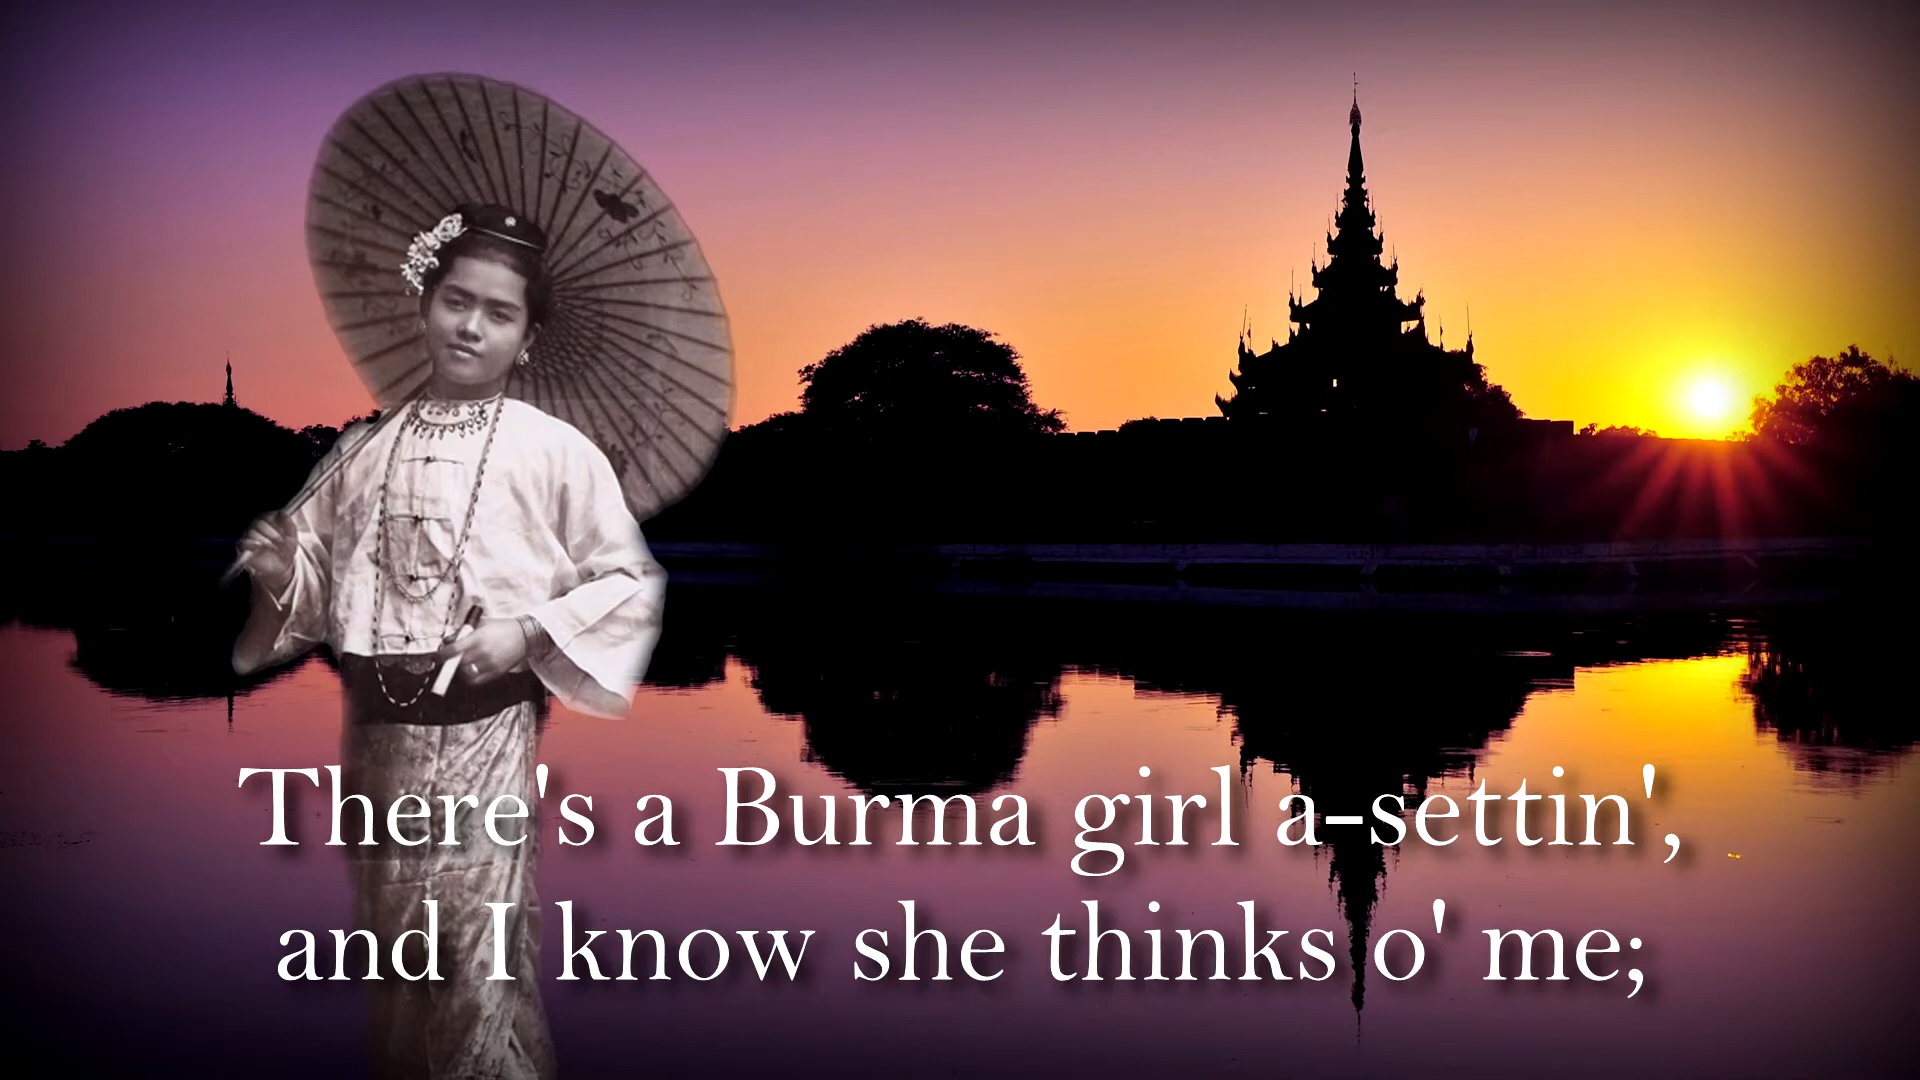 There's a Burma girl a-settin',
and I know she thinks o' me;